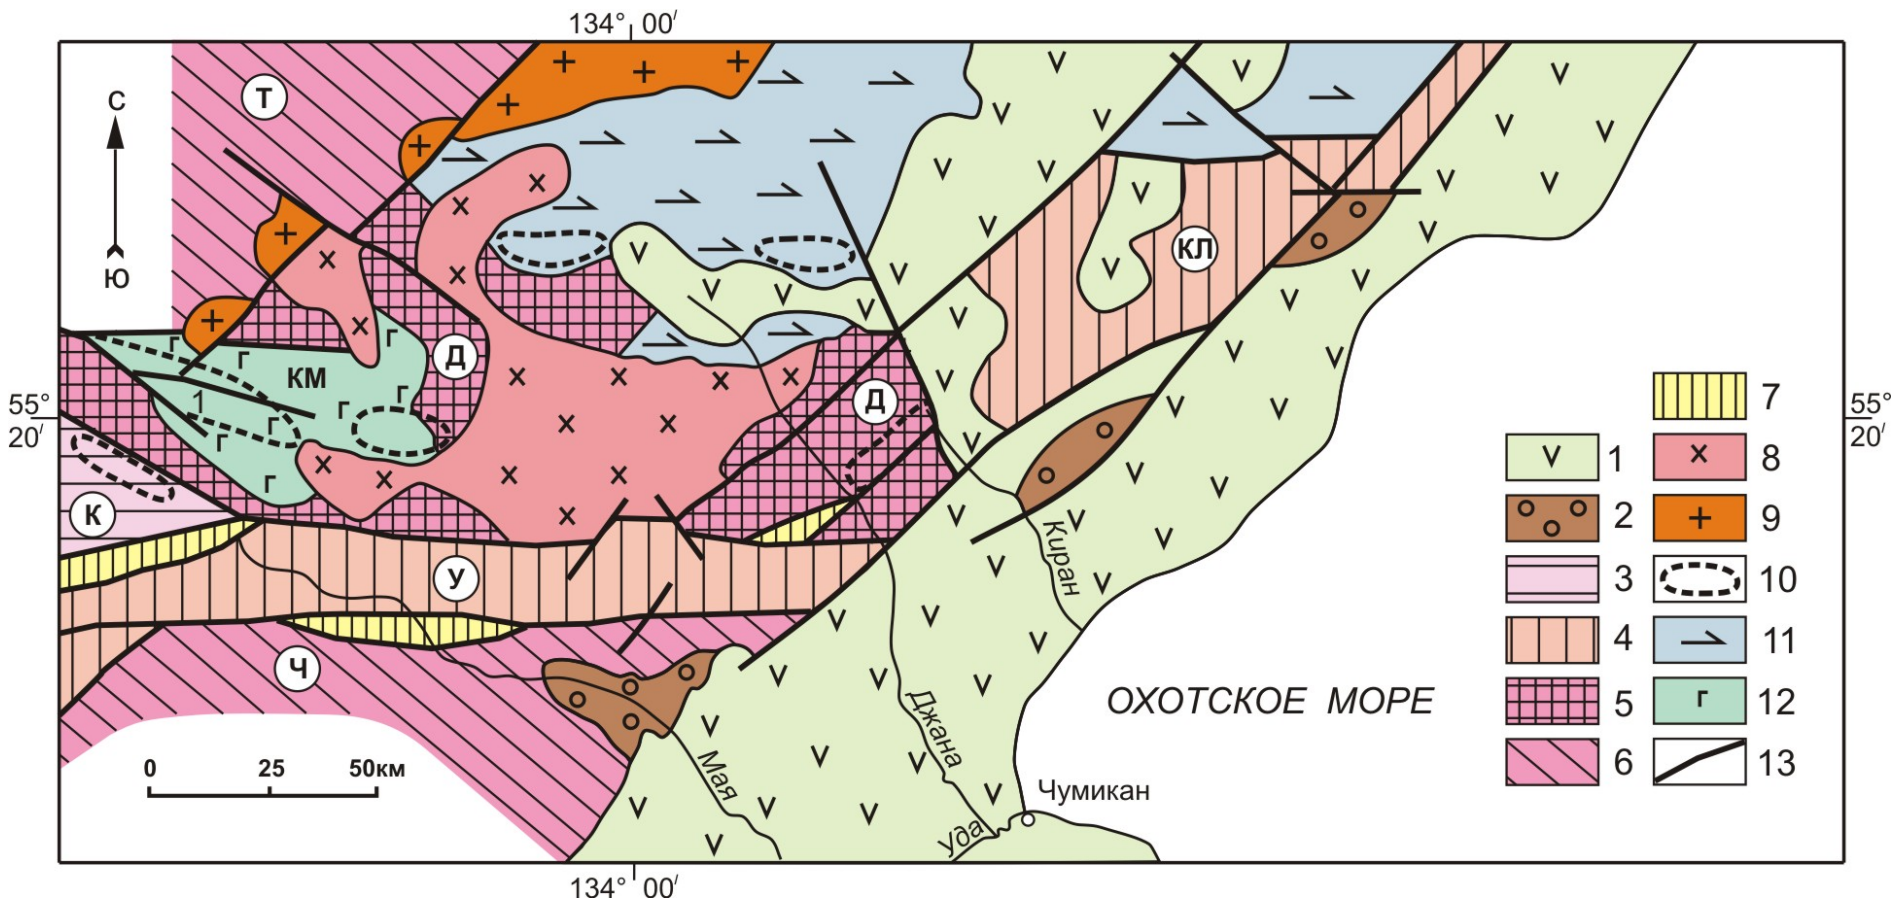 134° 00′
С
Ю
Т
КЛ
Д
Д
КМ
1
К
У
Ч
55°
20′
55°
20′
Киран
Джана
Мая
Уда
Чумикан
ОХОТСКОЕ МОРЕ
0 25 50км
1
2
3
4
5
6
7
8
9
10
11
12
13
134° 00′